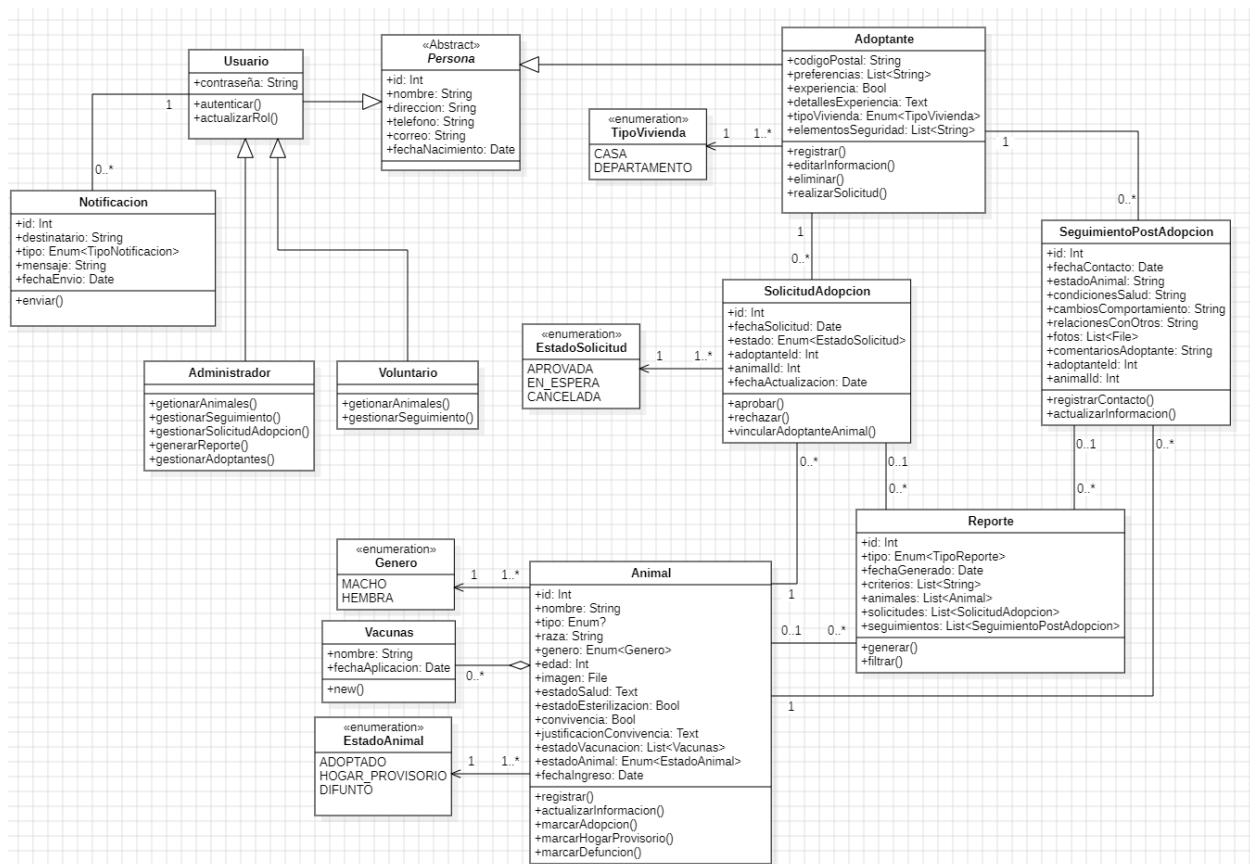 Usuario
+contraseña: String
+autenticar()
+actualizarRol()
«Abstract»
Persona
+id: Int
+nombre: String
+direccion: Sring
+telefono: String
+correo: String
+fechaNacimiento: Date
Adoptante
+codigoPostal: String
+preferencias: List<String>
+experiencia: Bool
+detallesExperiencia: Text
+tipoVivienda: Enum<TipoVivienda>
+elementosSeguridad: List<String>
+registrar()
+editarInformacion()
+eliminar()
+realizarSolicitud()
«enumeration»
TipoVivienda
CASA
DEPARTAMENTO
1
1..*
1
0..*
1
0..*
Notificacion
+id: Int
+destinatario: String
+tipo: Enum<TipoNotificacion>
+mensaje: String
+fechaEnvio: Date
+enviar()
1
0..*
SeguimientoPostAdopcion
+id: Int
+fechaContacto: Date
+estadoAnimal: String
+condicionesSalud: String
+cambiosComportamiento: String
+relacionesConOtros: String
+fotos: List<File>
+comentariosAdoptante: String
+adoptanteId: Int
+animalId: Int
+registrarContacto()
+actualizarInformacion()
SolicitudAdopcion
+id: Int
+fechaSolicitud: Date
+estado: Enum<EstadoSolicitud>
+adoptanteId: Int
+animalId: Int
+fechaActualizacion: Date
+aprobar()
+rechazar()
+vincularAdoptanteAnimal()
«enumeration»
EstadoSolicitud
APROVADA
EN_ESPERA
CANCELADA
1
1..*
Administrador
+getionarAnimales()
+gestionarSeguimiento()
+gestionarSolicitudAdopcion()
+generarReporte()
+gestionarAdoptantes()
Voluntario
+getionarAnimales()
+gestionarSeguimiento()
0..*
0..1
0..*
0..1
0..*
0..*
Reporte
+id: Int
+tipo: Enum<TipoReporte>
+fechaGenerado: Date
+criterios: List<String>
+animales: List<Animal>
+solicitudes: List<SolicitudAdopcion>
+seguimientos: List<SeguimientoPostAdopcion>
+generar()
+filtrar()
«enumeration»
Genero
MACHO
HEMBRA
1
1..*
Animal
+id: Int
+nombre: String
+tipo: Enum?
+raza: String
+genero: Enum<Genero>
+edad: Int
+imagen: File
+estadoSalud: Text
+estadoEsterilizacion: Bool
+convivencia: Bool
+justificacionConvivencia: Text
+estadoVacunacion: List<Vacunas>
+estadoAnimal: Enum<EstadoAnimal>
+fechaIngreso: Date
+registrar()
+actualizarInformacion()
+marcarAdopcion()
+marcarHogarProvisorio()
+marcarDefuncion()
1
0..1
0..*
1
Vacunas
+nombre: String
+fechaAplicacion: Date
+new()
0..*
«enumeration»
EstadoAnimal
ADOPTADO
HOGAR_PROVISORIO
DIFUNTO
1
1..*